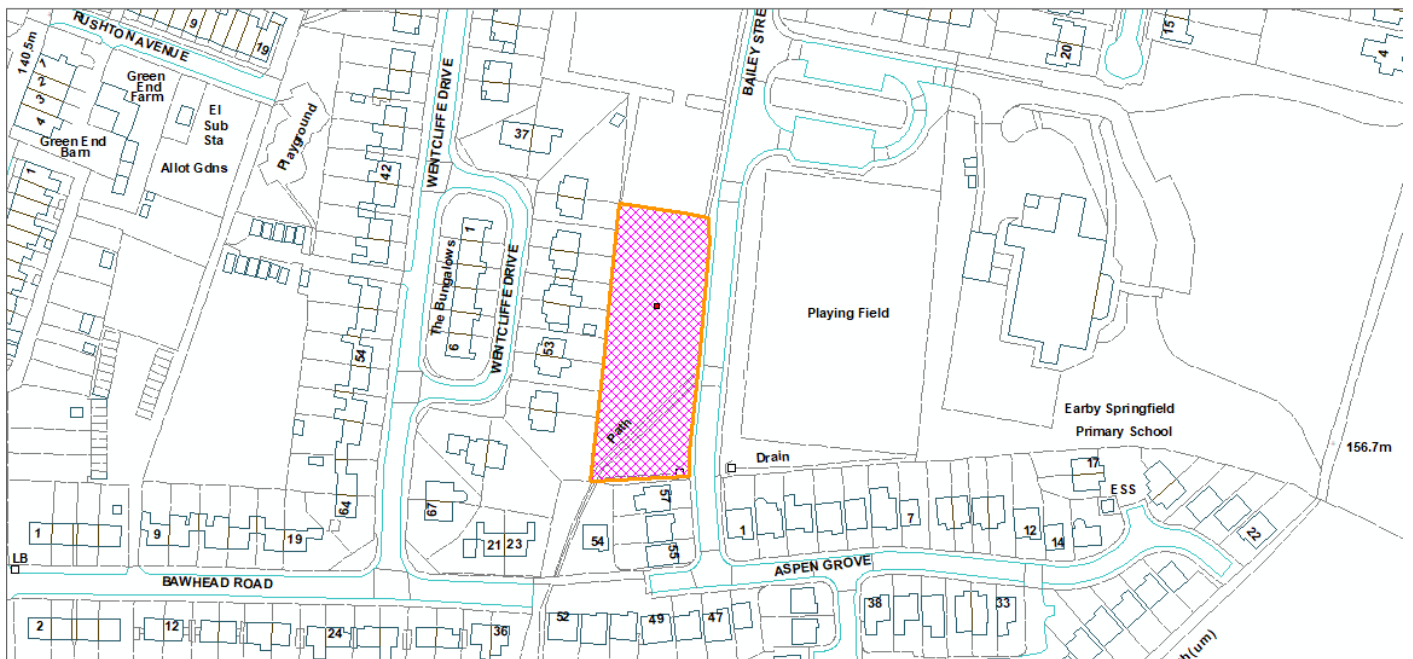 RUSHTON AVENUE
9
19
140.5m
1
2
3
4
Green
End
Farm
El
Sub
Sta
Green End
Barn
Allot Gdns
Playground
1
42
WENTCLIFFE DRIVE
37
BAILEY STRE
20
15
4
The Bungalows
1
6
WENTCLIFFE DRIVE
53
54
Playing Field
Path
Earby Springfield
Primary School
156.7m
Drain
17
ESS
22
64
67
57
54
55
1
7
12
14
1
9
19
21
23
LB
BAWHEAD ROAD
ASPEN GROVE
2
12
24
36
52
49
47
38
33
h(um)